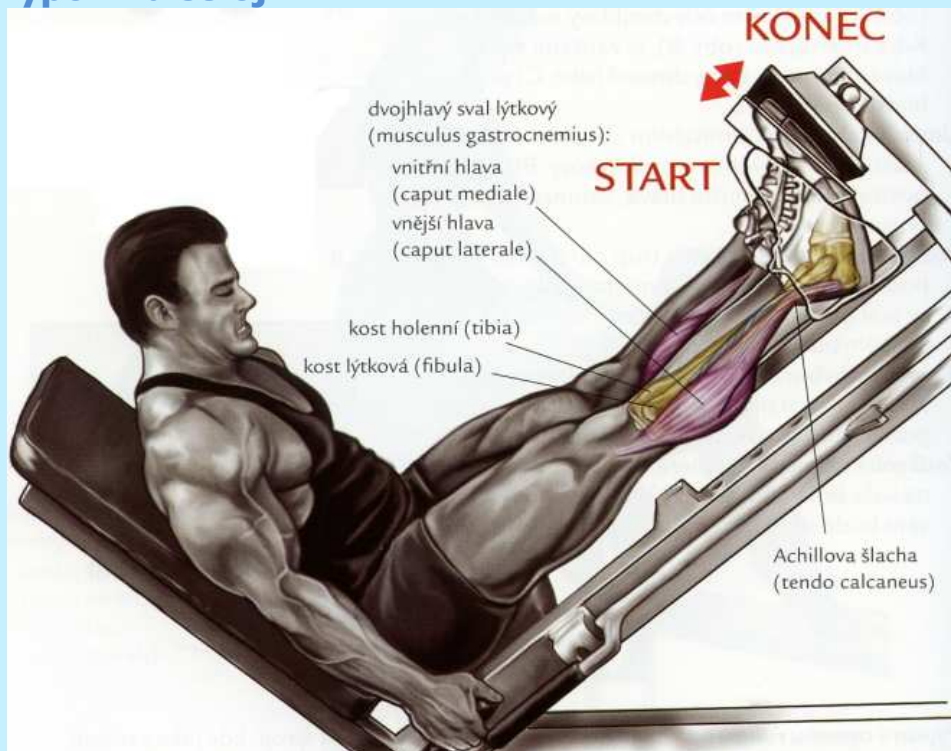 KONEC
dvojhlavý sval lýtkový
(musculus gastrocnemius):
vnitřní hlava
(caput mediale)
START
vnější hlava
(caput laterale)
kost holenní (tibia)
kost lýtková (fibula)
Achillova šlacha
(tendo calcaneus)